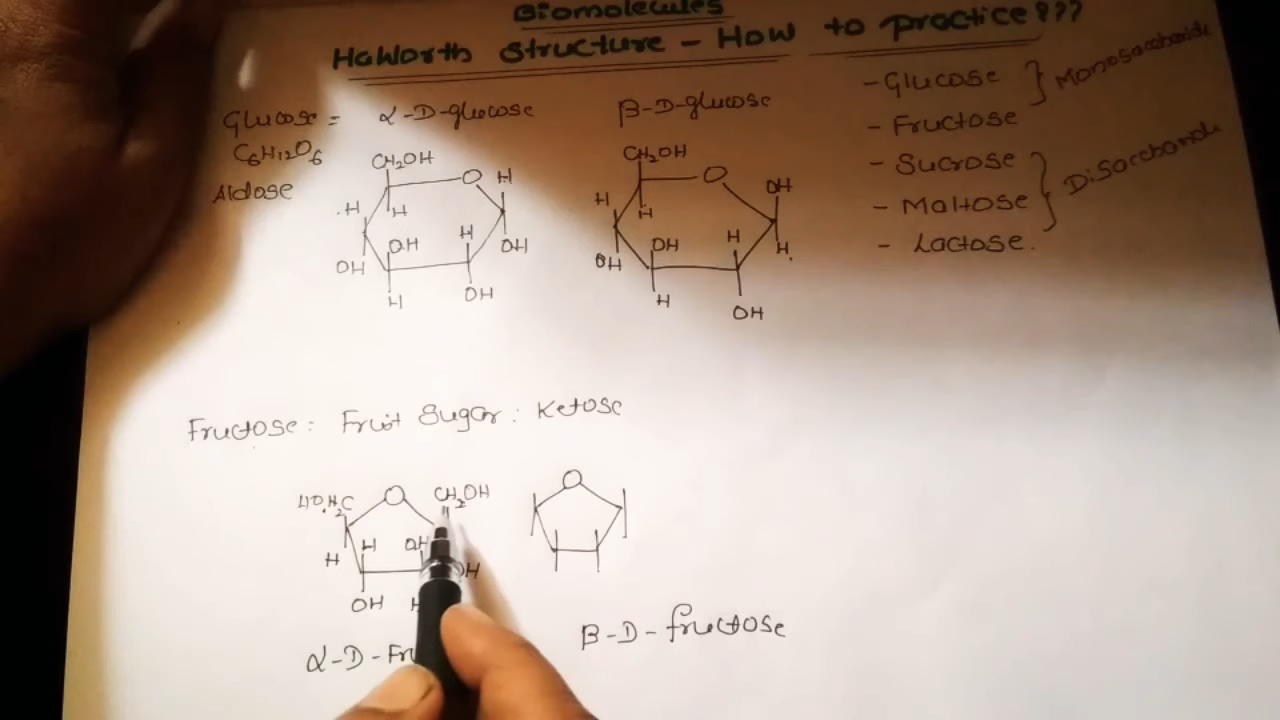 Biomolecules
Haworth Structure - How to practice???
Glucose =
C6H12O6
Aldose
α-D-glucose
β-D-glucose
- Glucose } Monosaccharide
- Fructose
- Sucrose } Disaccharide
- Maltose
- Lactose.
CH2OH
O H
H
H
OH
H
OH
OH
H
OH
CH2OH
O
OH
H
H
OH
H
H.
OH
H
OH
Fructose: Fruit Sugar: Ketose
HO.H2C
O
CH2OH
H
H
OH
OH
OH
H
O
α-D-Fru
β-D-fructose